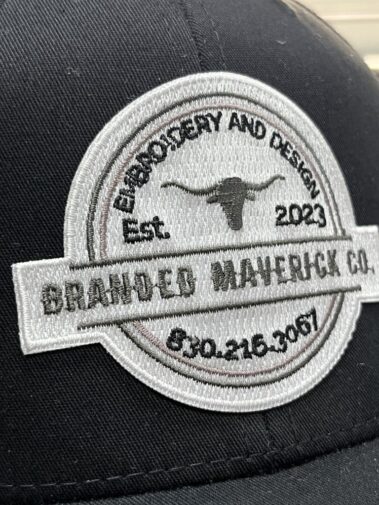 EMBROIDERY AND DESIGN
Est. 2023
BRANDED MAVERICK CO.
830.216.3067